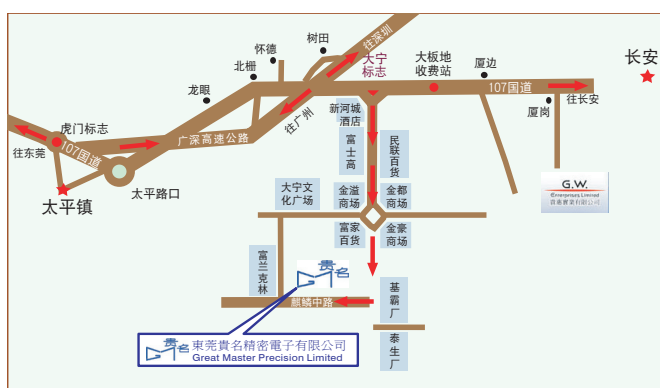 往深圳
树田
怀德
北栅
龙眼
大宁
标志
大板地
收费站
厦边
长安
107国道
往长安
厦岗
虎门标志
往东莞
107国道
广深高速公路
往广州
新河城
酒店
太平镇
太平路口
富士高
民联百货
G.W.
Enterprises Limited
大宁文
化广场
金溢
商场
金都
商场
富家
百货
金豪
商场
富兰克林
貴名
麒麟中路
基霸厂
泰生厂
貴名
東莞貴名精密電子有限公司
Great Master Precision Limited